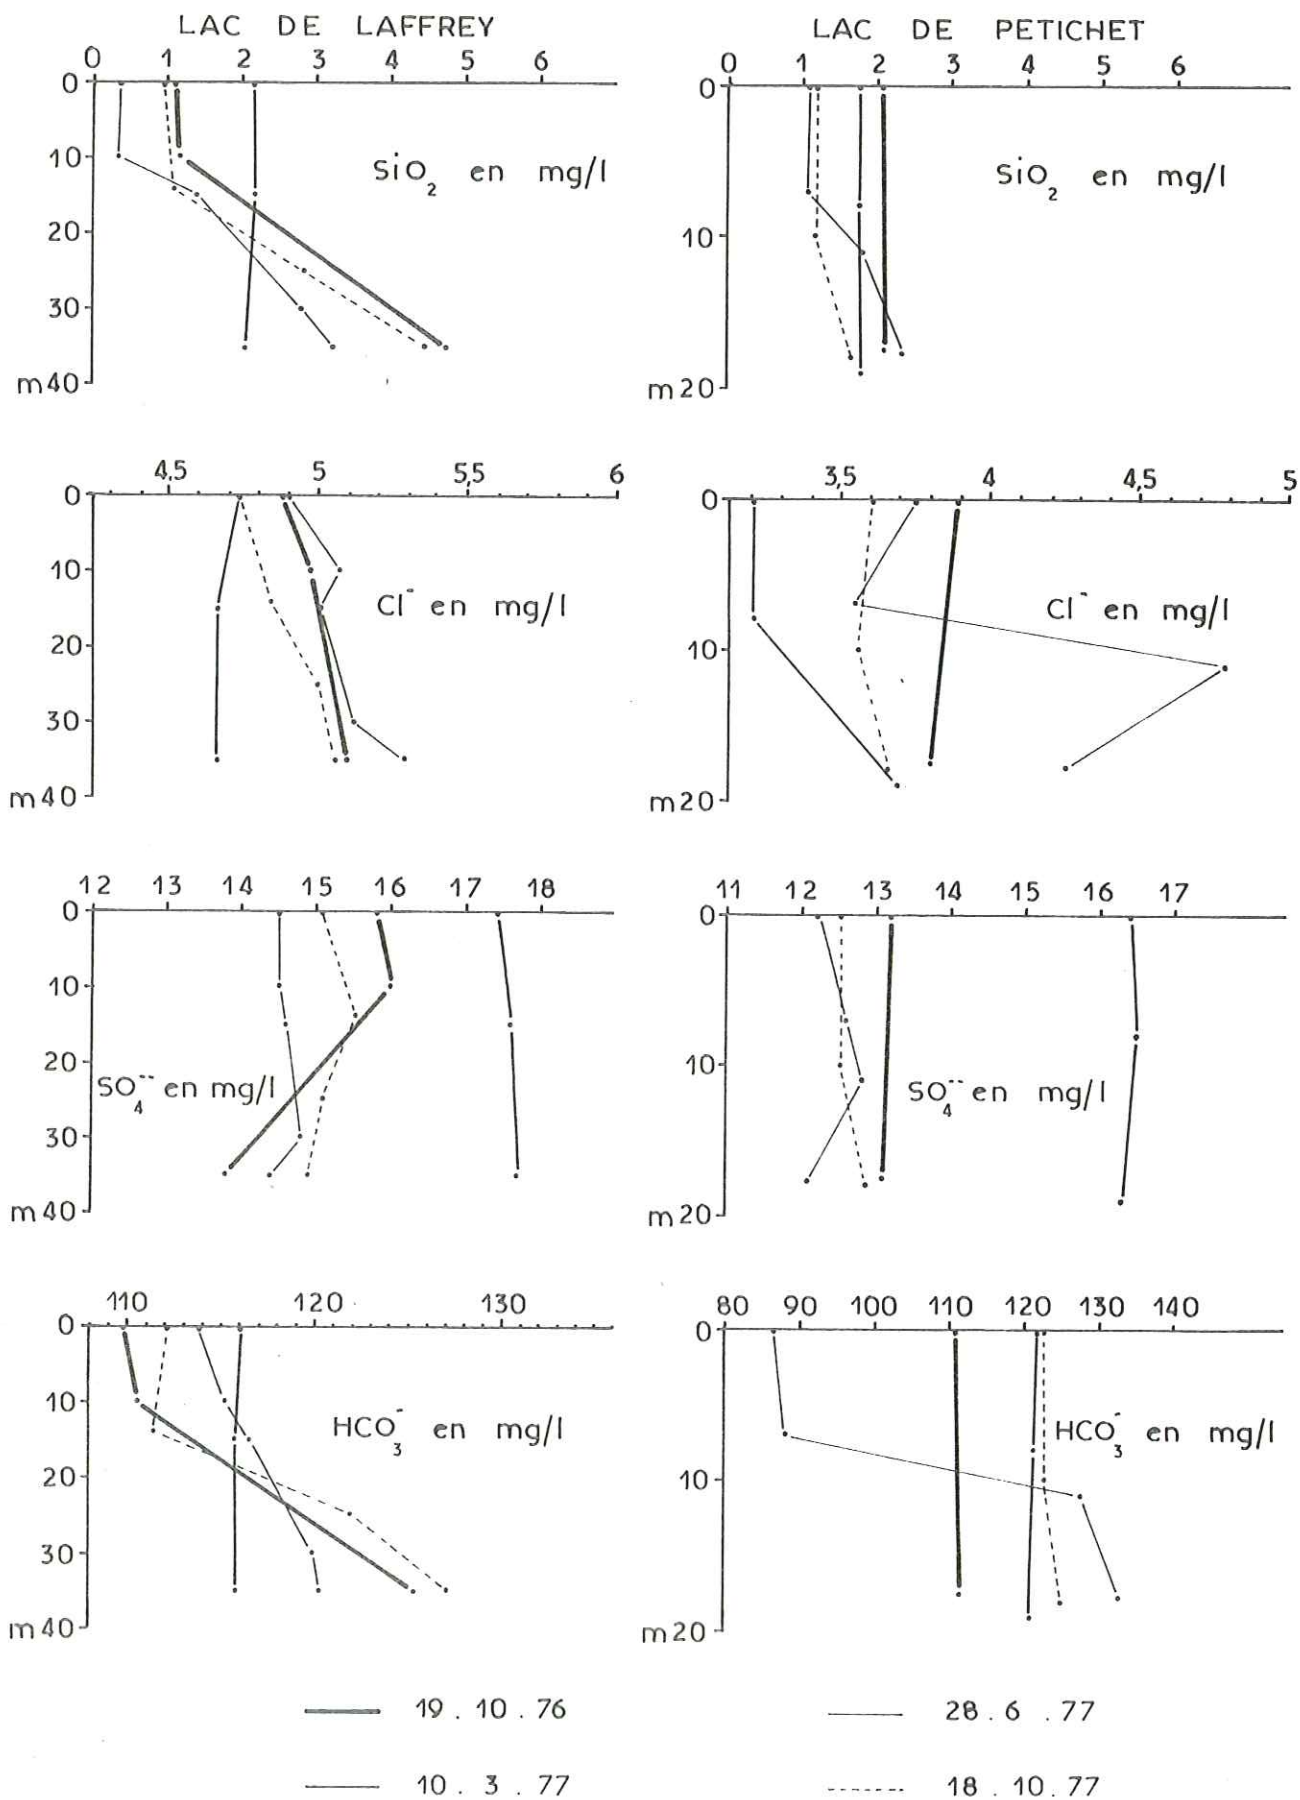 LAC DE LAFFREY
0 1 2 3 4 5 6
0
10
20
30
m40
SiO2 en mg/l
LAC DE PETICHET
0 1 2 3 4 5 6
0
10
m20
SiO2 en mg/l
4,5 5 5,5 6
0
10
20
30
m40
Cl- en mg/l
3,5 4 4,5 5
0
10
m20
Cl- en mg/l
12 13 14 15 16 17 18
0
10
20
30
m40
SO4-- en mg/l
11 12 13 14 15 16 17
0
10
m20
SO4-- en mg/l
110 120 130
0
10
20
30
m40
HCO3- en mg/l
80 90 100 110 120 130 140
0
10
m20
HCO3- en mg/l
19 . 10 . 76
28 . 6 . 77
10 . 3 . 77
18 . 10 . 77